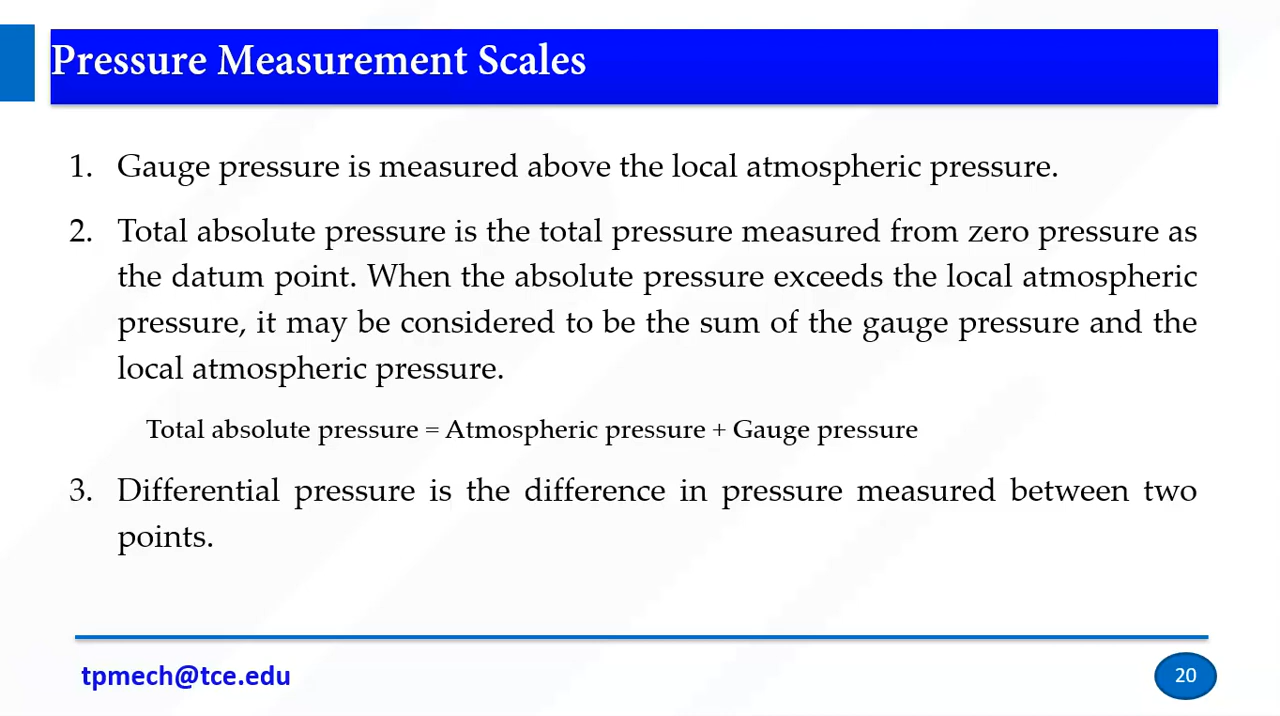 Pressure Measurement Scales
1. Gauge pressure is measured above the local atmospheric pressure.
2. Total absolute pressure is the total pressure measured from zero pressure as
the datum point. When the absolute pressure exceeds the local atmospheric
pressure, it may be considered to be the sum of the gauge pressure and the
local atmospheric pressure.
Total absolute pressure = Atmospheric pressure + Gauge pressure
3. Differential pressure is the difference in pressure measured between two
points.
tpmech@tce.edu
20